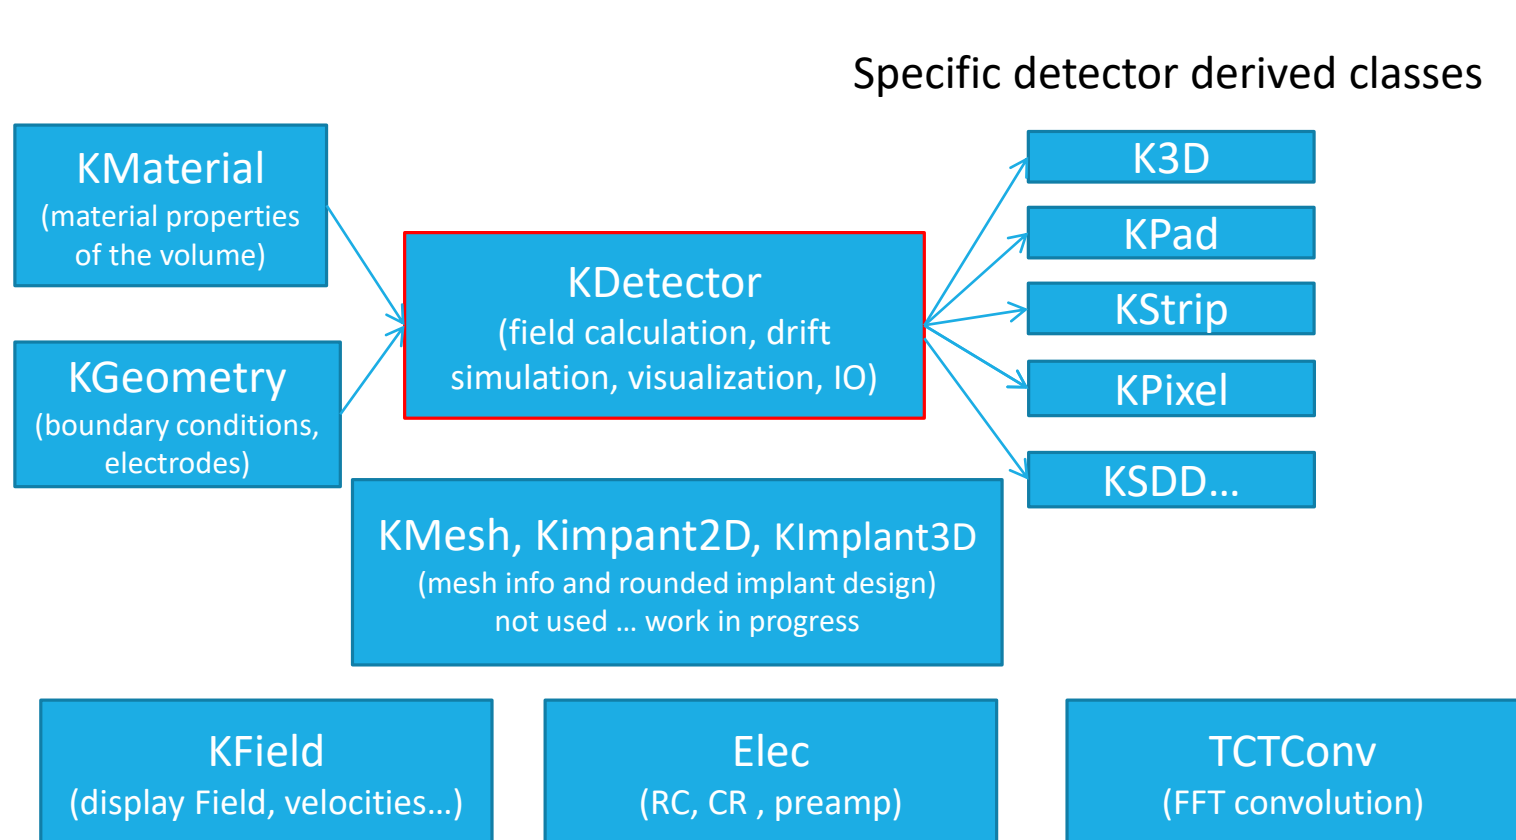 Specific detector derived classes
KMaterial
(material properties
of the volume)
KGeometry
(boundary conditions,
electrodes)
KDetector
(field calculation, drift
simulation, visualization, IO)
K3D
KPad
KStrip
KPixel
KSDD…
KMesh, Kimpant2D, KImplant3D
(mesh info and rounded implant design)
not used … work in progress
KField
(display Field, velocities…)
Elec
(RC, CR , preamp)
TCTConv
(FFT convolution)